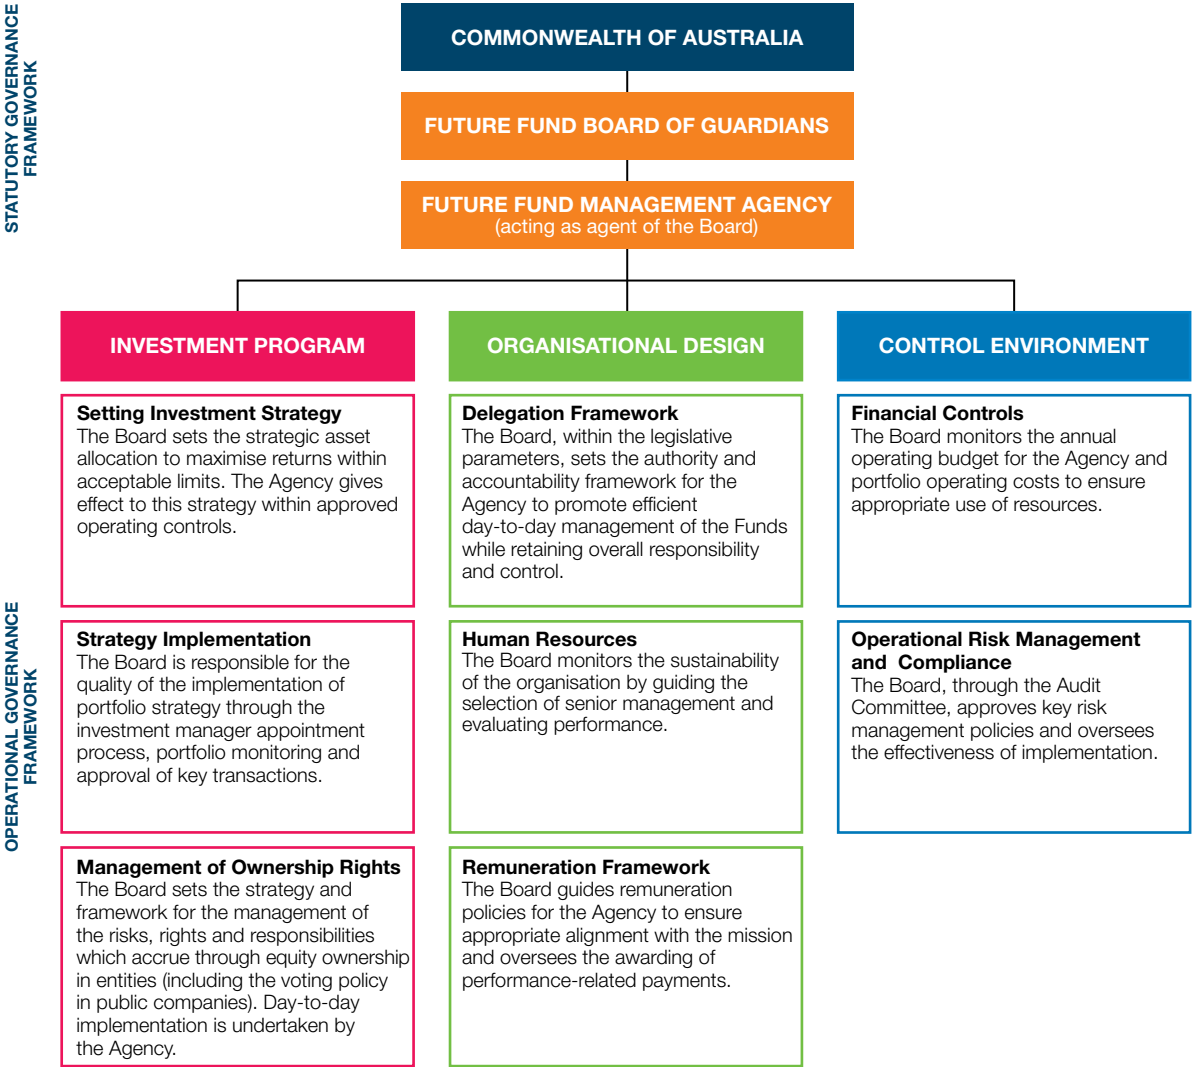 STATUTORY GOVERNANCE
FRAMEWORK
COMMONWEALTH OF AUSTRALIA
FUTURE FUND BOARD OF GUARDIANS
FUTURE FUND MANAGEMENT AGENCY
(acting as agent of the Board)
OPERATIONAL GOVERNANCE
FRAMEWORK
INVESTMENT PROGRAM
Setting Investment Strategy
The Board sets the strategic asset
allocation to maximise returns within
acceptable limits. The Agency gives
effect to this strategy within approved
operating controls.
Strategy Implementation
The Board is responsible for the
quality of the implementation of
portfolio strategy through the
investment manager appointment
process, portfolio monitoring and
approval of key transactions.
Management of Ownership Rights
The Board sets the strategy and
framework for the management of
the risks, rights and responsibilities
which accrue through equity ownership
in entities (including the voting policy
in public companies). Day-to-day
implementation is undertaken by
the Agency.
ORGANISATIONAL DESIGN
Delegation Framework
The Board, within the legislative
parameters, sets the authority and
accountability framework for the
Agency to promote efficient
day-to-day management of the Funds
while retaining overall responsibility
and control.
Human Resources
The Board monitors the sustainability
of the organisation by guiding the
selection of senior management and
evaluating performance.
Remuneration Framework
The Board guides remuneration
policies for the Agency to ensure
appropriate alignment with the mission
and oversees the awarding of
performance-related payments.
CONTROL ENVIRONMENT
Financial Controls
The Board monitors the annual
operating budget for the Agency and
portfolio operating costs to ensure
appropriate use of resources.
Operational Risk Management
and Compliance
The Board, through the Audit
Committee, approves key risk
management policies and oversees
the effectiveness of implementation.